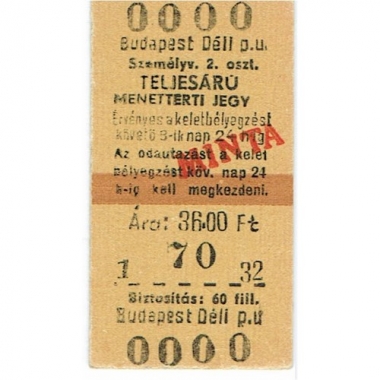 0000
Budapest Déli p.u.
Személyv. 2. oszt.
TELJESÁRÚ
MENETTERTI JEGY
Érvényes a keletbélyegzést
követő 3-ik nap 24 óráig
MINTA
Az odautazást a kelet
bélyegzést köv. nap 24
h-ig kell megkezdeni.
Ára: 36.00 Ft
70
1 32
Biztosítás: 60 fill.
Budapest Déli p.u
0000